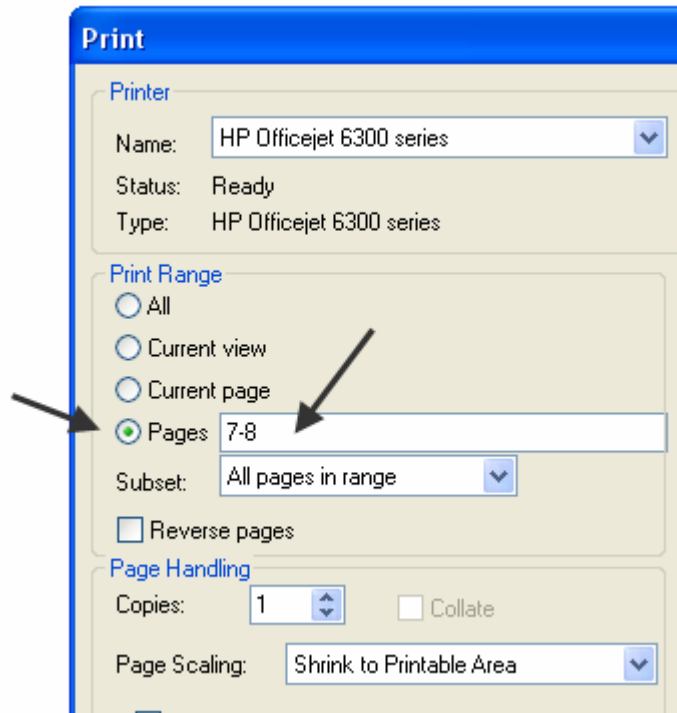 Print
Printer
Name: HP Officejet 6300 series
Status: Ready
Type: HP Officejet 6300 series
Print Range
All
Current view
Current page
Pages 7-8
Subset: All pages in range
Reverse pages
Page Handling
Copies: 1 Collate
Page Scaling: Shrink to Printable Area